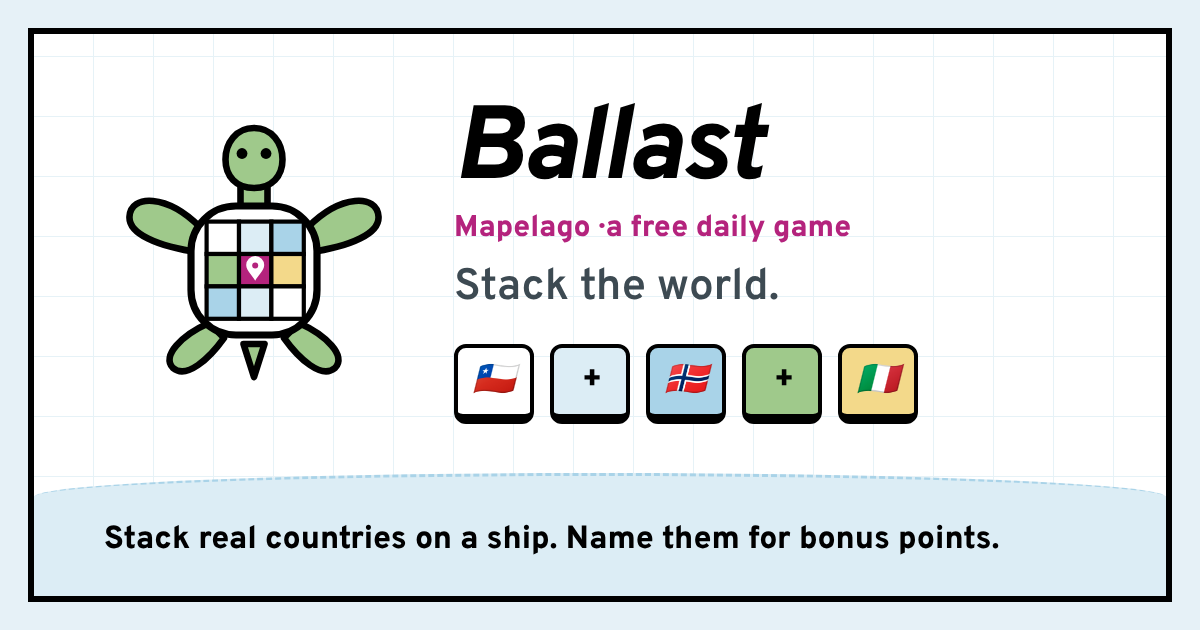 Ballast
Mapelago ·a free daily game
Stack the world.
+ +
Stack real countries on a ship. Name them for bonus points.